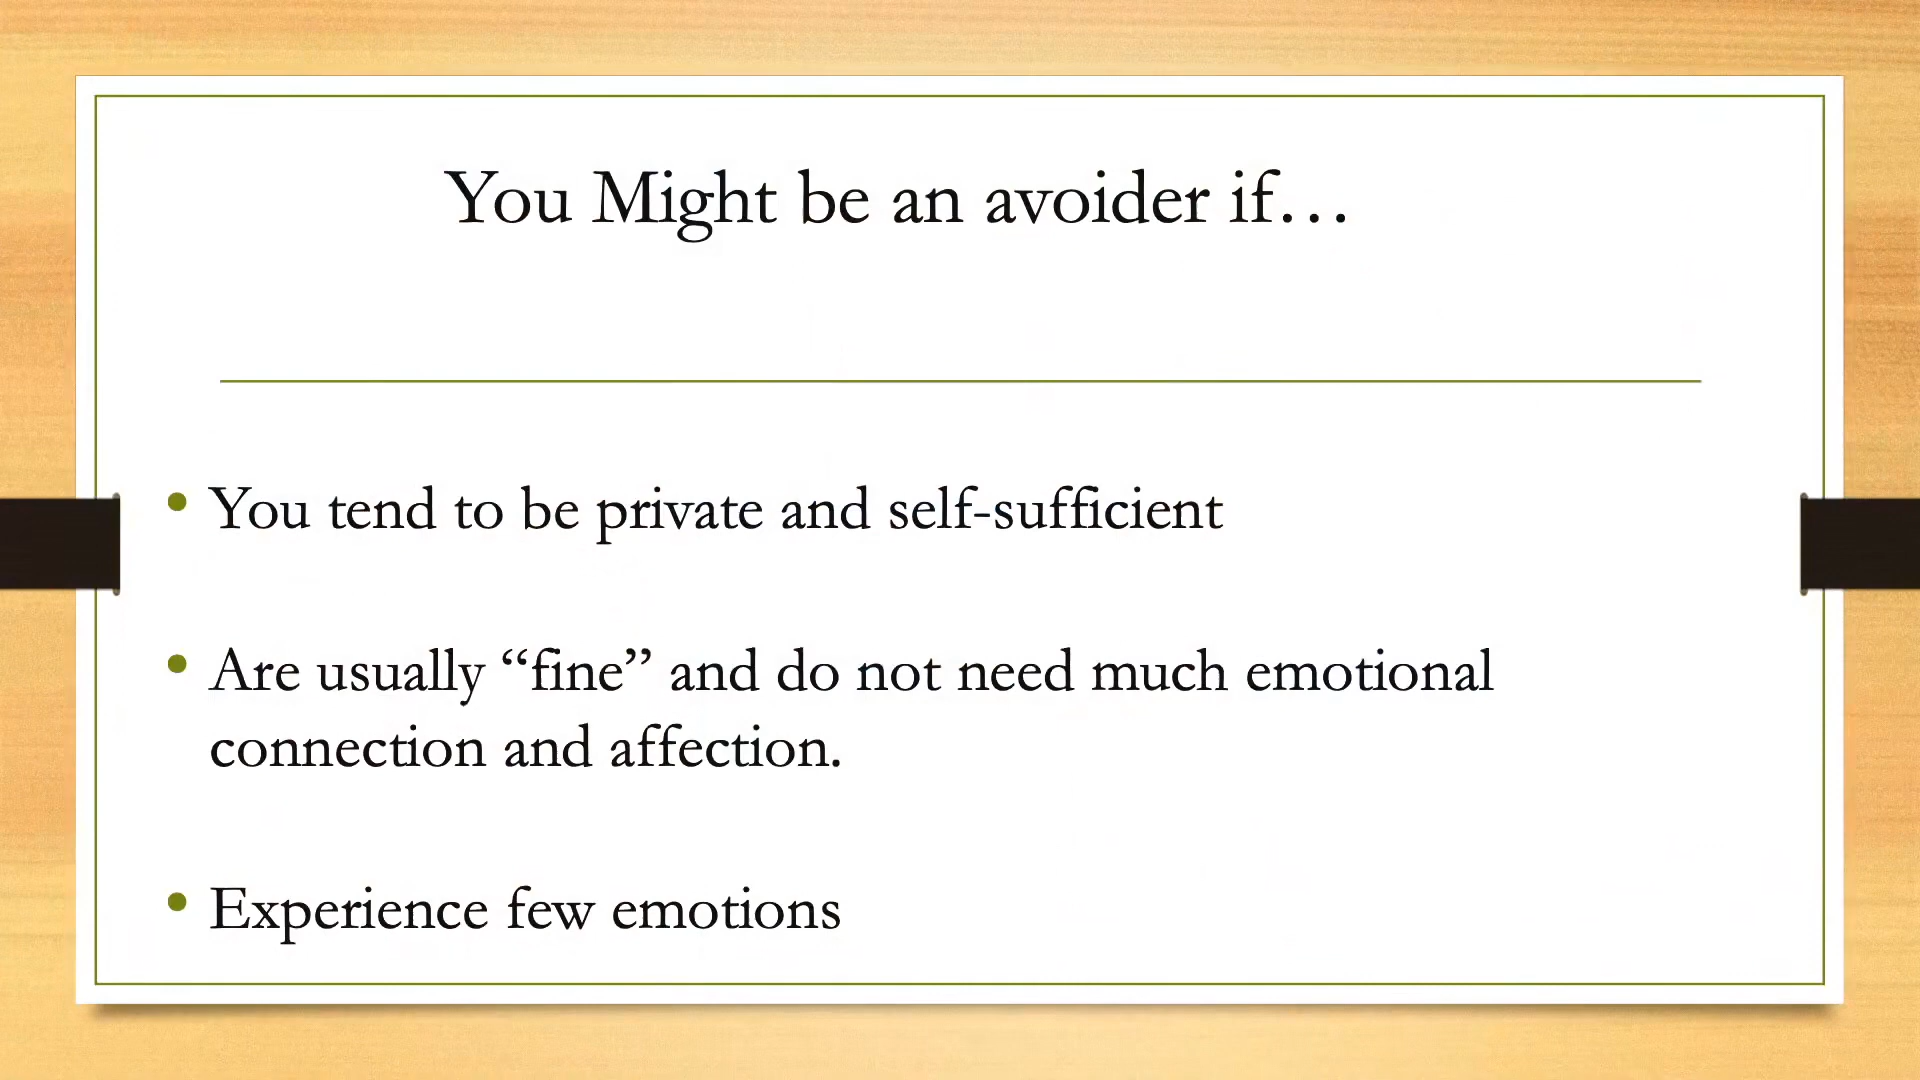 You Might be an avoider if…
• You tend to be private and self-sufficient
• Are usually “fine” and do not need much emotional
connection and affection.
• Experience few emotions